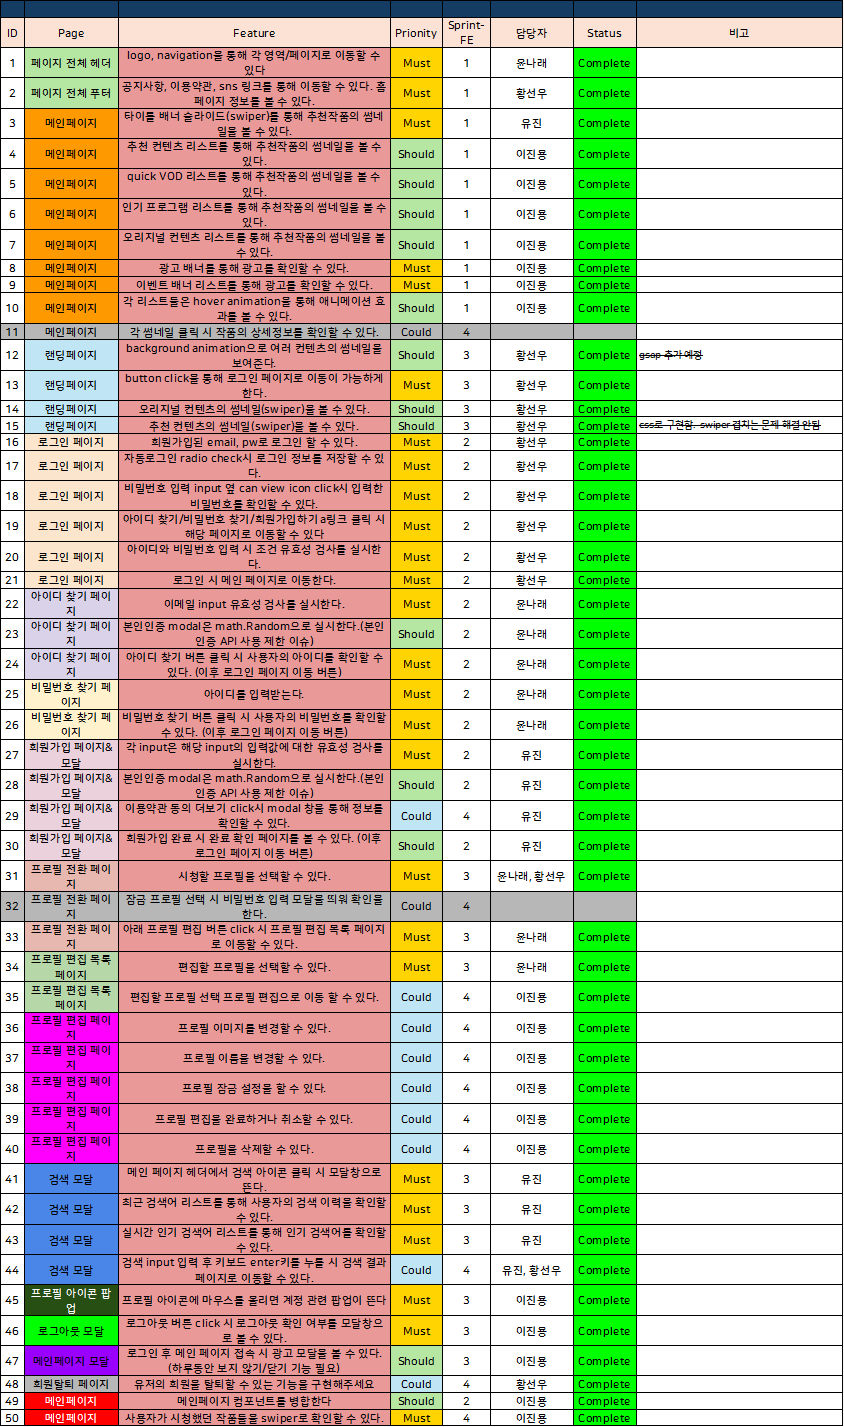 ID Page Feature Priority Sprint-FE 담당자 Status 비고
1 페이지 전체 헤더 logo, navigation을 통해 각 영역/페이지로 이동할 수 있다 Must 1 윤나래 Complete
2 페이지 전체 푸터 공지사항, 이용약관, sns 링크를 통해 이동할 수 있다. 홈페이지 정보를 볼 수 있다. Must 1 황선우 Complete
3 메인페이지 타이틀 배너 슬라이드(swiper)를 통해 추천작품의 썸네일을 볼 수 있다. Must 1 유진 Complete
4 메인페이지 추천 컨텐츠 리스트를 통해 추천작품의 썸네일을 볼 수 있다. Should 1 이진용 Complete
5 메인페이지 quick VOD 리스트를 통해 추천작품의 썸네일을 볼 수 있다. Should 1 이진용 Complete
6 메인페이지 인기 프로그램 리스트를 통해 추천작품의 썸네일을 볼 수 있다. Should 1 이진용 Complete
7 메인페이지 오리지널 컨텐츠 리스트를 통해 추천작품의 썸네일을 볼 수 있다. Should 1 이진용 Complete
8 메인페이지 광고 배너를 통해 광고를 확인할 수 있다. Must 1 이진용 Complete
9 메인페이지 이벤트 배너 리스트를 통해 광고를 확인할 수 있다. Must 1 이진용 Complete
10 메인페이지 각 리스트들은 hover animation을 통해 애니메이션 효과를 볼 수 있다. Should 1 이진용 Complete
11 메인페이지 각 썸네일 클릭 시 작품의 상세정보를 확인할 수 있다. Could 4
12 랜딩페이지 background animation으로 여러 컨텐츠의 썸네일을 보여준다. Should 3 황선우 Complete gsop 추가 예정
13 랜딩페이지 button click을 통해 로그인 페이지로 이동이 가능하게 한다. Must 3 황선우 Complete
14 랜딩페이지 오리지널 컨텐츠의 썸네일(swiper)을 볼 수 있다. Should 3 황선우 Complete
15 랜딩페이지 추천 컨텐츠의 썸네일(swiper)을 볼 수 있다. Should 3 황선우 Complete css로 구현함. swiper 겹치는 문제 해결 안됨
16 로그인 페이지 회원가입된 email, pw로 로그인 할 수 있다. Must 2 황선우 Complete
17 로그인 페이지 자동로그인 radio check시 로그인 정보를 저장할 수 있다. Must 2 황선우 Complete
18 로그인 페이지 비밀번호 입력 input 옆 can view icon click시 입력한 비밀번호를 확인할 수 있다. Must 2 황선우 Complete
19 로그인 페이지 아이디 찾기/비밀번호 찾기/회원가입하기 a링크 클릭 시 해당 페이지로 이동할 수 있다 Must 2 황선우 Complete
20 로그인 페이지 아이디와 비밀번호 입력 시 조건 유효성 검사를 실시한다. Must 2 황선우 Complete
21 로그인 페이지 로그인 시 메인 페이지로 이동한다. Must 2 황선우 Complete
22 아이디 찾기 페이지 이메일 input 유효성 검사를 실시한다. Must 2 윤나래 Complete
23 아이디 찾기 페이지 본인인증 modal은 math.Random으로 실시한다.(본인인증 API 사용 제한 이슈) Should 2 윤나래 Complete
24 아이디 찾기 페이지 아이디 찾기 버튼 클릭 시 사용자의 아이디를 확인할 수 있다. (이후 로그인 페이지 이동 버튼) Must 2 윤나래 Complete
25 비밀번호 찾기 페이지 아이디를 입력받는다. Must 2 윤나래 Complete
26 비밀번호 찾기 페이지 비밀번호 찾기 버튼 클릭 시 사용자의 비밀번호를 확인할 수 있다. (이후 로그인 페이지 이동 버튼) Must 2 윤나래 Complete
27 회원가입 페이지&모달 각 input은 해당 input의 입력값에 대한 유효성 검사를 실시한다. Must 2 유진 Complete
28 회원가입 페이지&모달 본인인증 modal은 math.Random으로 실시한다.(본인인증 API 사용 제한 이슈) Should 2 유진 Complete
29 회원가입 페이지&모달 이용약관 동의 더보기 click시 modal 창을 통해 정보를 확인할 수 있다. Could 4 유진 Complete
30 회원가입 페이지&모달 회원가입 완료 시 완료 확인 페이지를 볼 수 있다. (이후 로그인 페이지 이동 버튼) Should 2 유진 Complete
31 프로필 전환 페이지 시청할 프로필을 선택할 수 있다. Must 3 윤나래, 황선우 Complete
32 프로필 전환 페이지 잠금 프로필 선택 시 비밀번호 입력 모달을 띄워 확인을 한다. Could 4
33 프로필 전환 페이지 아래 프로필 편집 버튼 click 시 프로필 편집 목록 페이지로 이동할 수 있다. Must 3 윤나래 Complete
34 프로필 편집 목록 페이지 편집할 프로필을 선택할 수 있다. Must 3 윤나래 Complete
35 프로필 편집 목록 페이지 편집할 프로필 선택 프로필 편집으로 이동 할 수 있다. Could 4 이진용 Complete
36 프로필 편집 페이지 프로필 이미지를 변경할 수 있다. Could 4 이진용 Complete
37 프로필 편집 페이지 프로필 이름을 변경할 수 있다. Could 4 이진용 Complete
38 프로필 편집 페이지 프로필 잠금 설정을 할 수 있다. Could 4 이진용 Complete
39 프로필 편집 페이지 프로필 편집을 완료하거나 취소할 수 있다. Could 4 이진용 Complete
40 프로필 편집 페이지 프로필을 삭제할 수 있다. Could 4 이진용 Complete
41 검색 모달 메인 페이지 헤더에서 검색 아이콘 클릭 시 모달창으로 뜬다. Must 3 유진 Complete
42 검색 모달 최근 검색어 리스트를 통해 사용자의 검색 이력을 확인할 수 있다. Must 3 유진 Complete
43 검색 모달 실시간 인기 검색어 리스트를 통해 인기 검색어를 확인할 수 있다. Must 3 유진 Complete
44 검색 모달 검색 input 입력 후 키보드 enter키를 누를 시 검색 결과 페이지로 이동할 수 있다. Could 4 유진, 황선우 Complete
45 프로필 아이콘 팝업 프로필 아이콘에 마우스를 올리면 계정 관련 팝업이 뜬다 Must 3 이진용 Complete
46 로그아웃 모달 로그아웃 버튼 click 시 로그아웃 확인 여부를 모달창으로 볼 수 있다. Must 3 이진용 Complete
47 메인페이지 모달 로그인 후 메인 페이지 접속 시 광고 모달을 볼 수 있다. (하루동안 보지 않기/닫기 기능 필요) Should 3 이진용 Complete
48 회원탈퇴 페이지 유저의 회원을 탈퇴할 수 있는 기능을 구현해주세요 Could 4 황선우 Complete
49 메인페이지 메인페이지 컴포넌트를 병합한다 Should 2 이진용 Complete
50 메인페이지 사용자가 시청했던 작품들을 swiper로 확인할 수 있다. Must 4 이진용 Complete